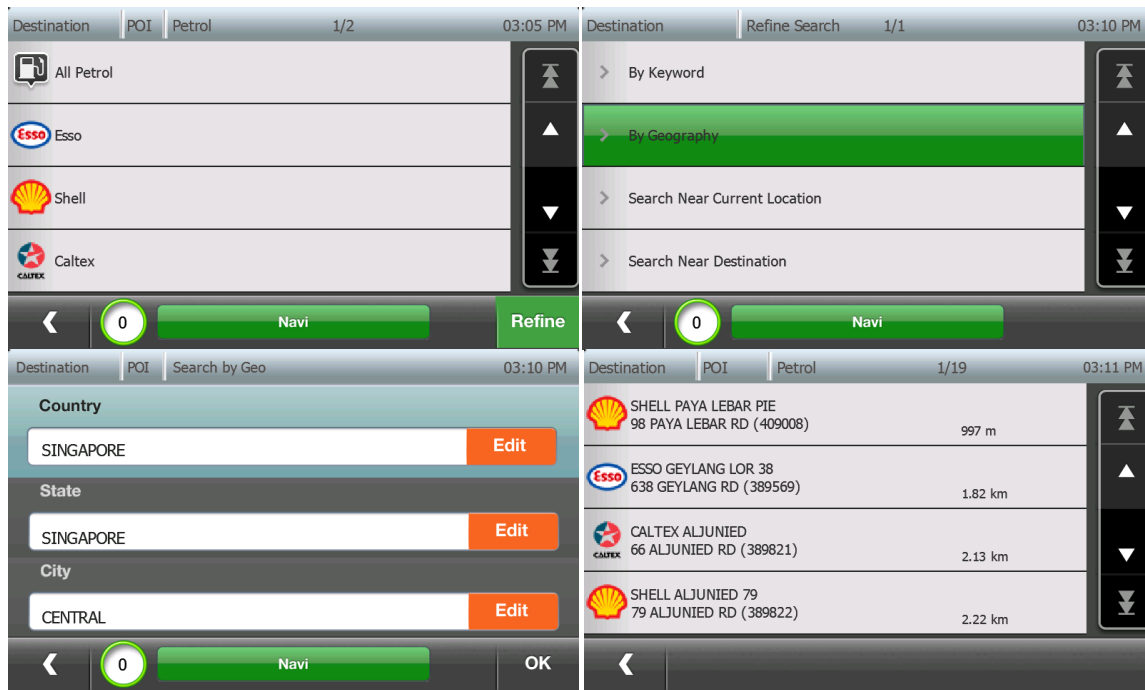 Destination POI Petrol 1/2 03:05 PM
All Petrol
Esso Esso
Shell
CALTEX Caltex
0 Navi Refine
Destination Refine Search 1/1 03:10 PM
By Keyword
By Geography
Search Near Current Location
Search Near Destination
0 Navi
Destination POI Search by Geo 03:10 PM
Country
SINGAPORE Edit
State
SINGAPORE Edit
City
CENTRAL Edit
0 Navi OK
Destination POI Petrol 1/19 03:11 PM
SHELL PAYA LEBAR PIE
98 PAYA LEBAR RD (409008) 997 m
Esso ESSO GEYLANG LOR 38
638 GEYLANG RD (389569) 1.82 km
CALTEX ALJUNIED
CALTEX 66 ALJUNIED RD (389821) 2.13 km
SHELL ALJUNIED 79
79 ALJUNIED RD (389822) 2.22 km